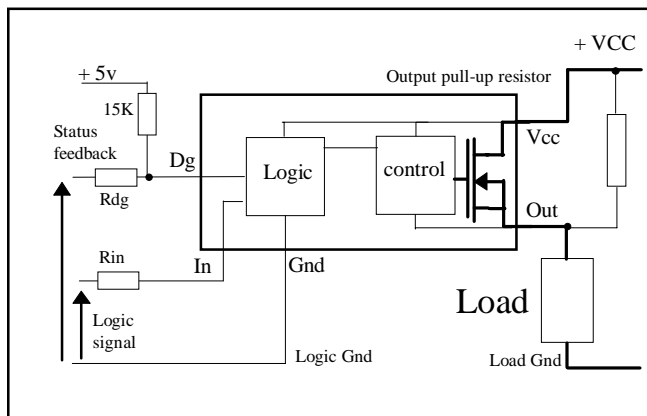 + VCC
+ 5v
Output pull-up resistor
15K
Status
feedback
Dg
Vcc
Logic
control
Rdg
Out
Rin
In
Gnd
Load
Logic
signal
Logic Gnd
Load Gnd